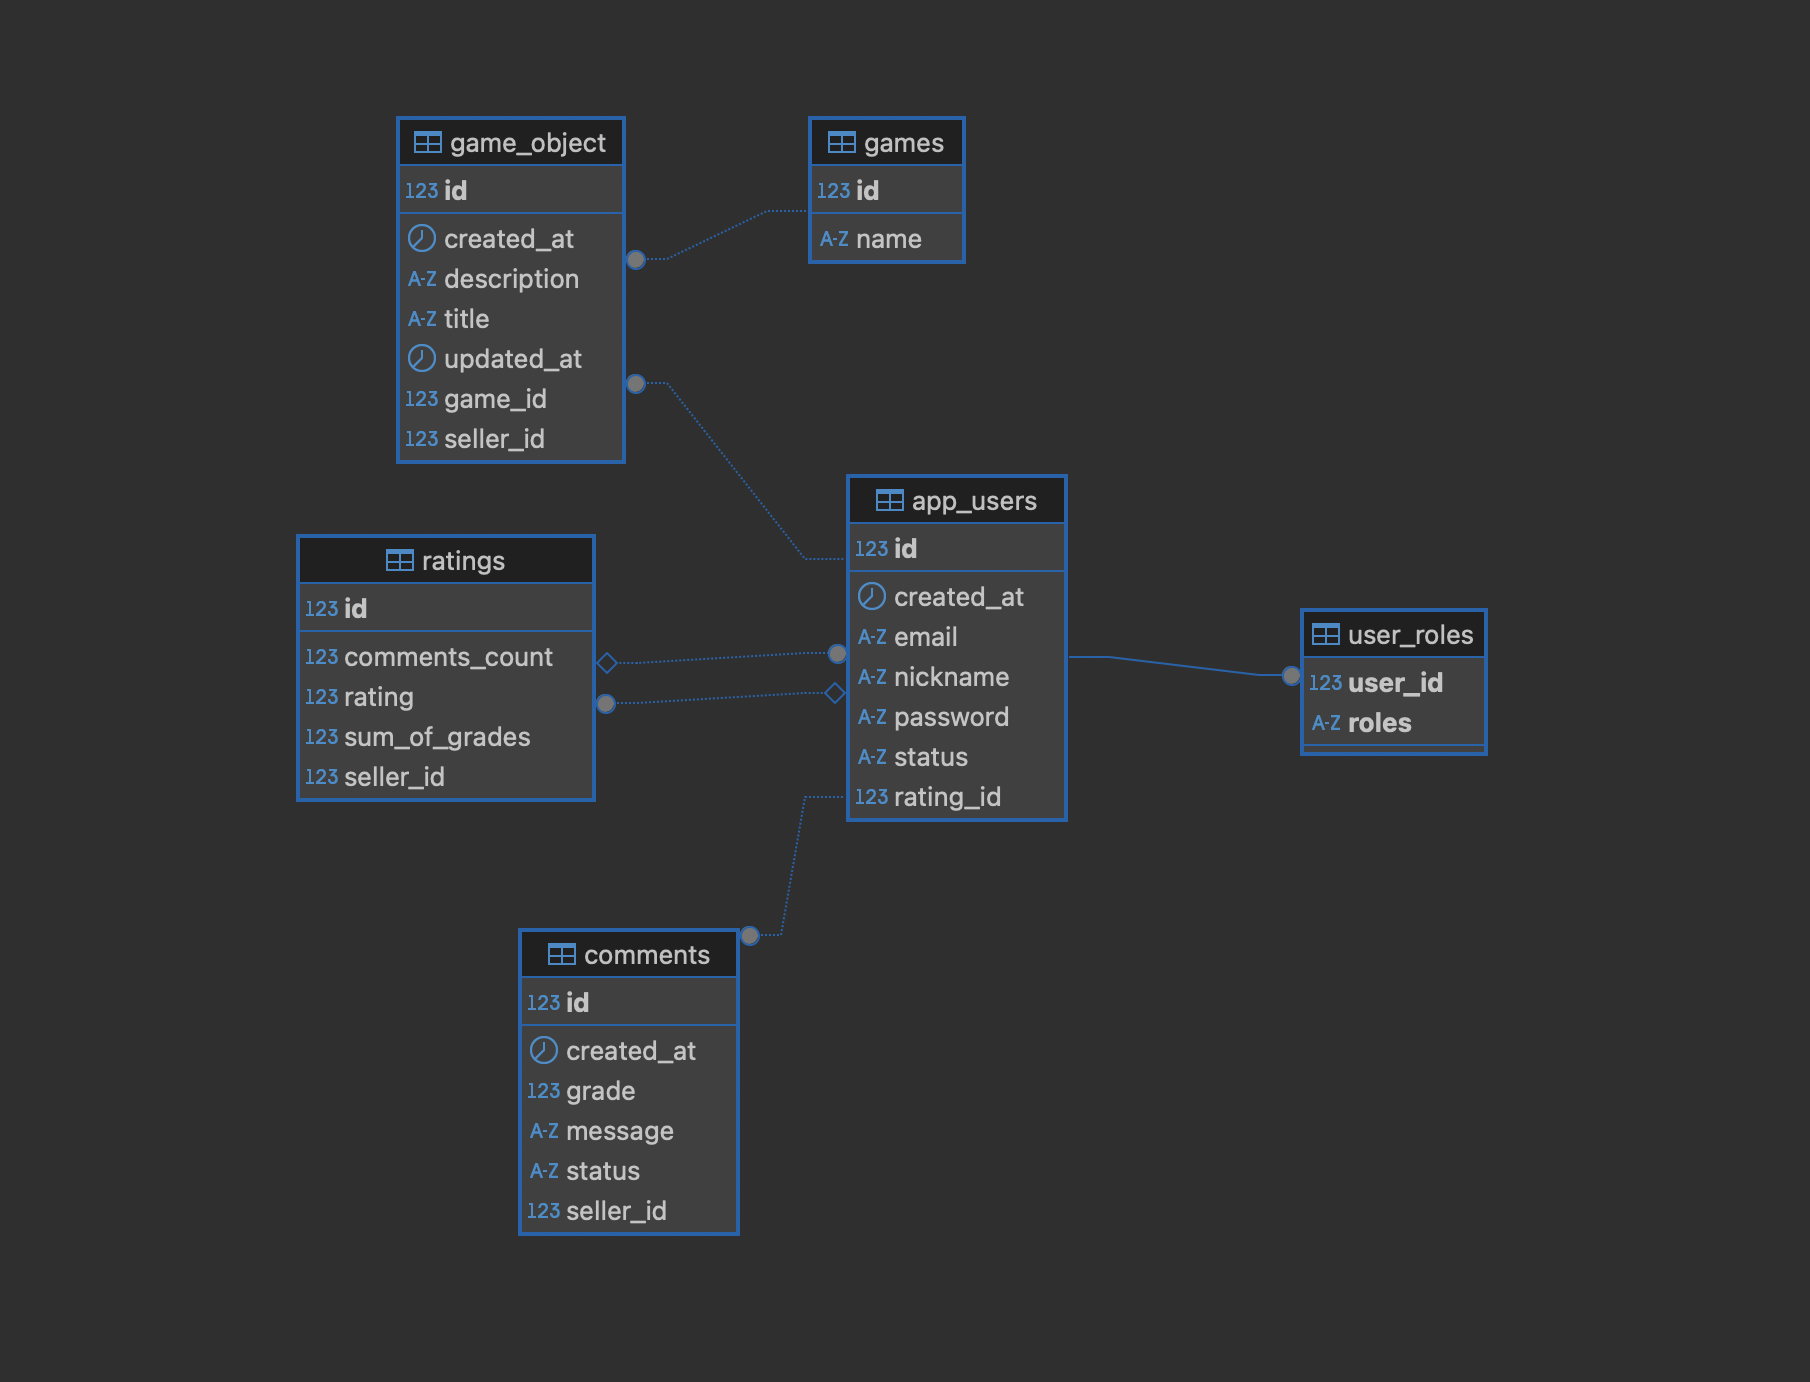 game_object
123 id
created_at
A-Z description
A-Z title
updated_at
123 game_id
123 seller_id
games
123 id
A-Z name
ratings
123 id
123 comments_count
123 rating
123 sum_of_grades
123 seller_id
app_users
123 id
created_at
A-Z email
A-Z nickname
A-Z password
A-Z status
123 rating_id
user_roles
123 user_id
A-Z roles
comments
123 id
created_at
123 grade
A-Z message
A-Z status
123 seller_id